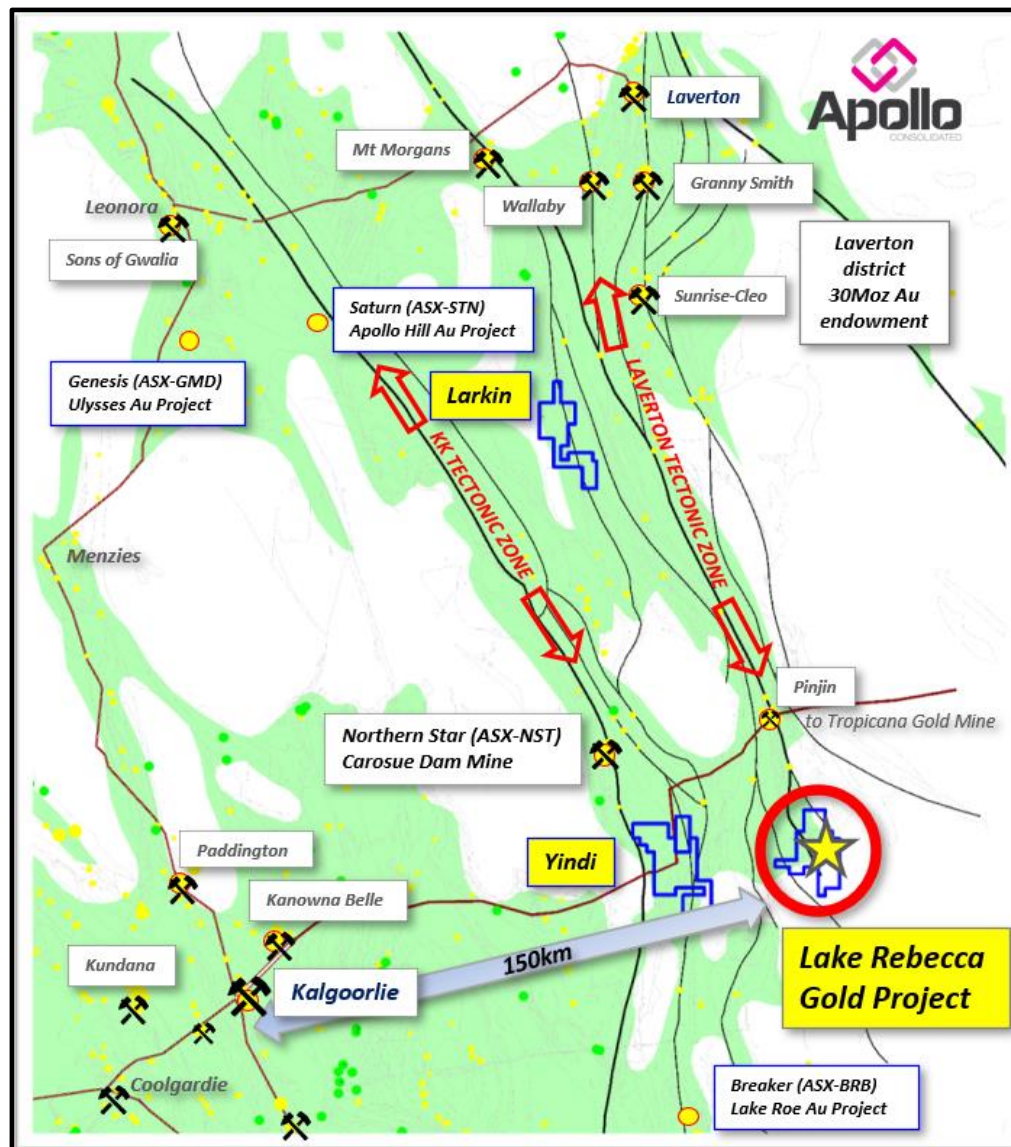 Apollo
CONSOLIDATED
Laverton
Mt Morgans
Wallaby
Granny Smith
Leonora
Sons of Gwalia
Laverton
district
30Moz Au
endowment
Sunrise-Cleo
Saturn (ASX-STN)
Apollo Hill Au Project
Genesis (ASX-GMD)
Ulysses Au Project
Larkin
KK TECTONIC ZONE
LAVERTON TECTONIC ZONE
Menzies
Pinjin
to Tropicana Gold Mine
Northern Star (ASX-NST)
Carosue Dam Mine
Yindi
Paddington
Kanowna Belle
Kundana
Kalgoorlie
150km
Lake Rebecca
Gold Project
Coolgardie
Breaker (ASX-BRB)
Lake Roe Au Project